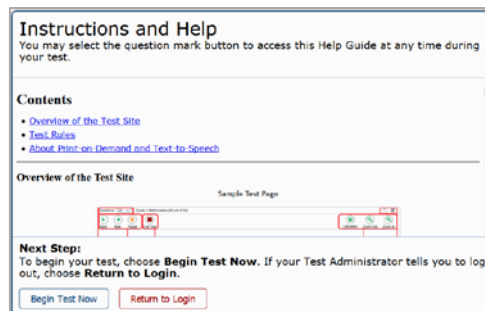 Instructions and Help
You may select the question mark button to access this Help Guide at any time during
your test.
Contents
• Overview of the Test Site
• Test Rules
• About Print-on-Demand and Text-to-Speech
Overview of the Test Site
Sample Test Page
Next Step:
To begin your test, choose Begin Test Now. If your Test Administrator tells you to log
out, choose Return to Login.
Begin Test Now
Return to Login